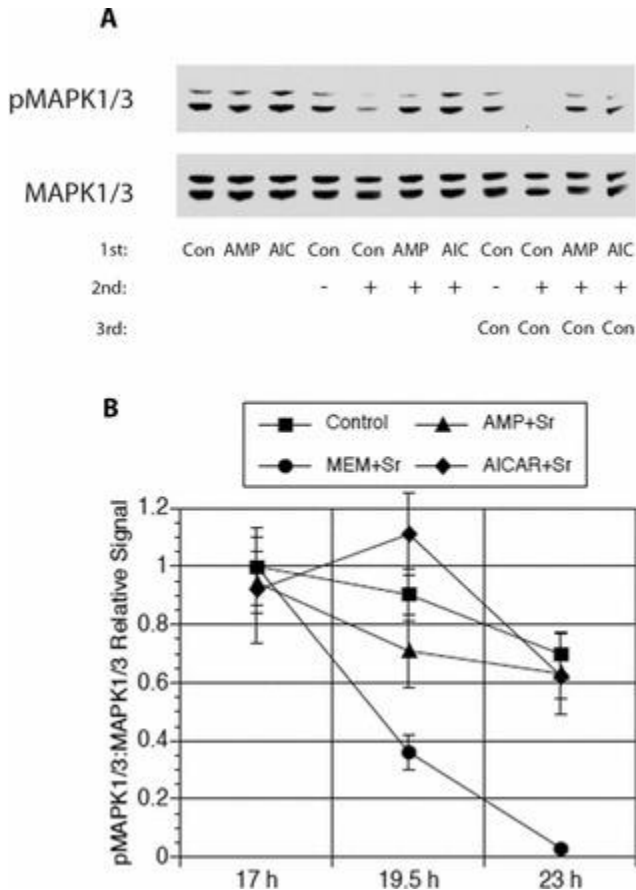 A
pMAPK1/3
MAPK1/3
1st: Con AMP AIC Con Con AMP AIC Con Con AMP AIC
2nd: - + + + - + + +
3rd: Con Con Con Con
B
Control AMP+Sr
MEM+Sr AICAR+Sr
pMAPK1/3:MAPK1/3 Relative Signal
1.2
1
0.8
0.6
0.4
0.2
0
17 h 19.5 h 23 h